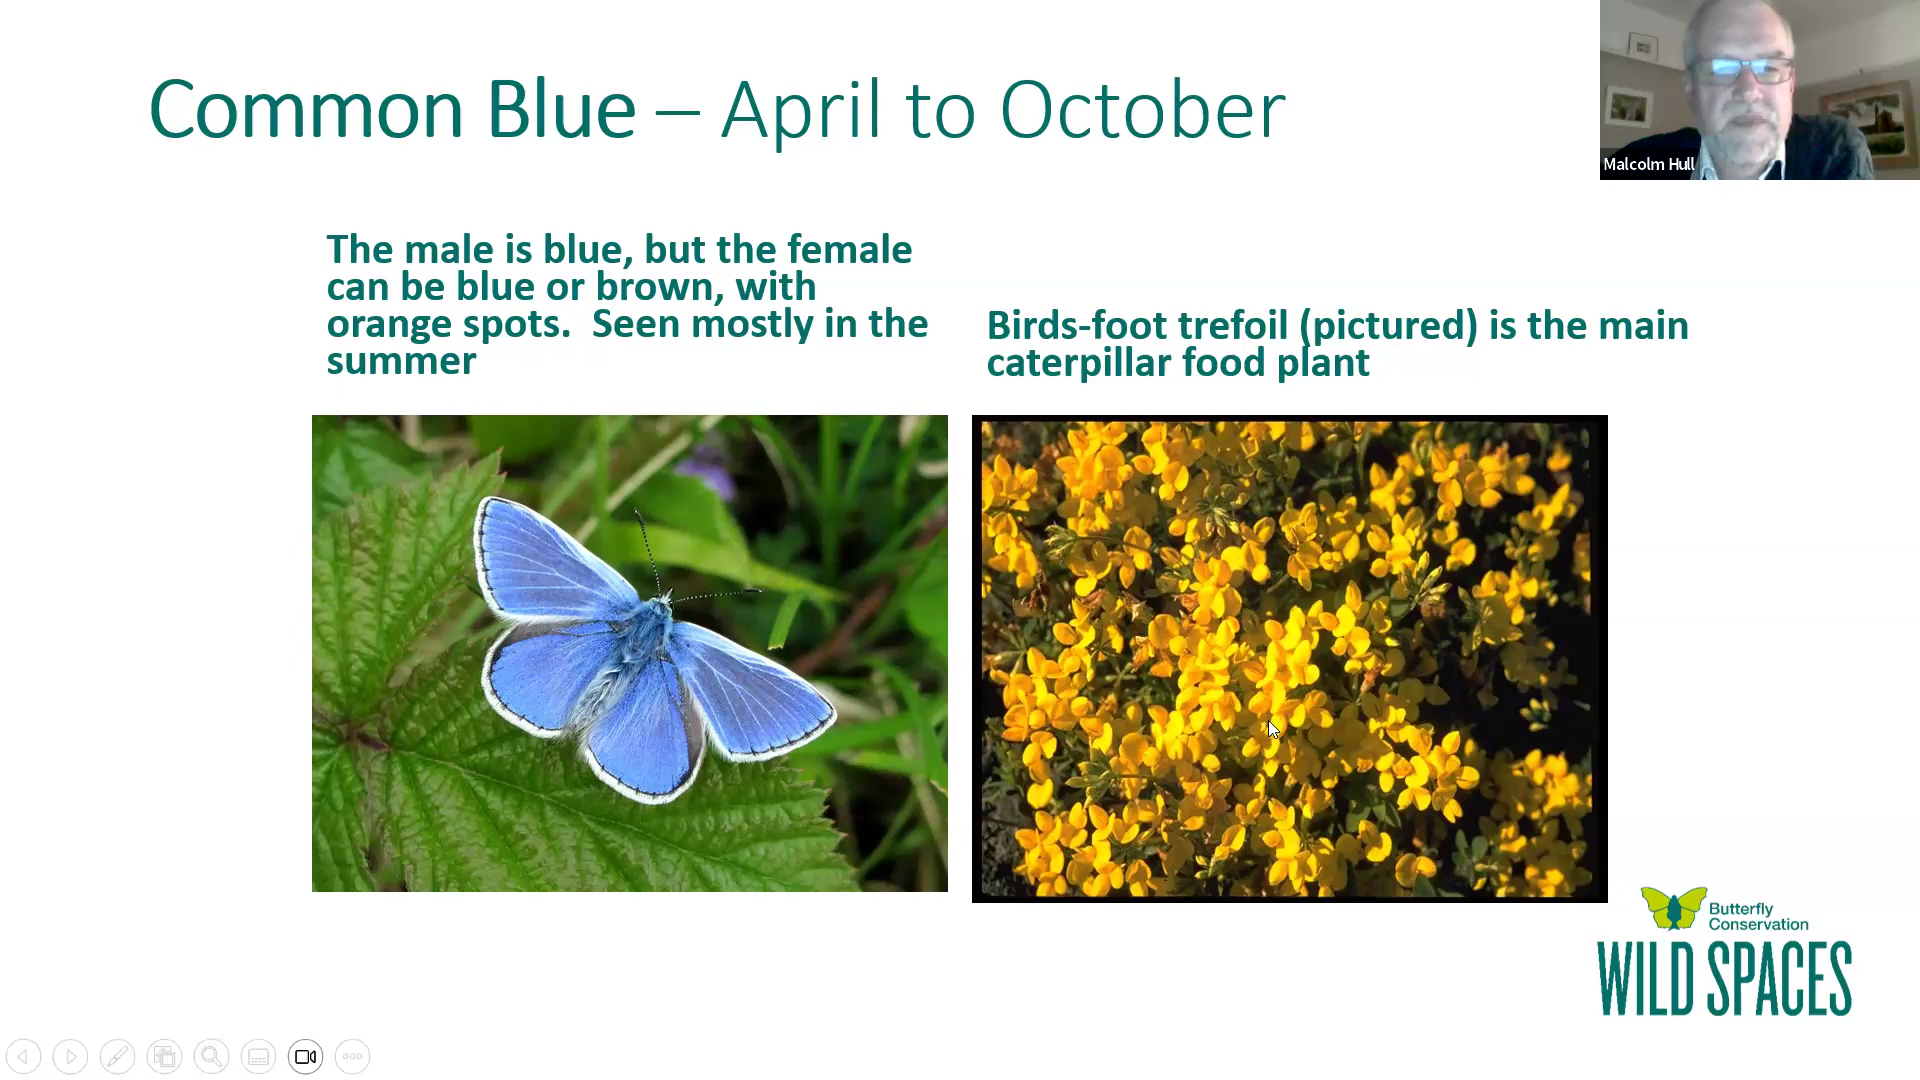 Common Blue – April to October
Malcolm Hull
The male is blue, but the female
can be blue or brown, with
orange spots.  Seen mostly in the
summer
Birds-foot trefoil (pictured) is the main
caterpillar food plant
Butterfly
Conservation
WILD SPACES